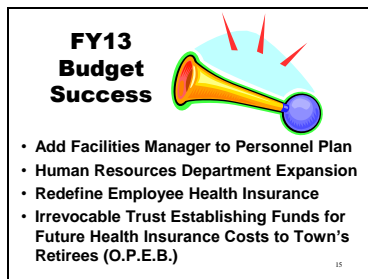 FY13
Budget
Success
• Add Facilities Manager to Personnel Plan
• Human Resources Department Expansion
• Redefine Employee Health Insurance
• Irrevocable Trust Establishing Funds for
Future Health Insurance Costs to Town's
Retirees (O.P.E.B.)
15